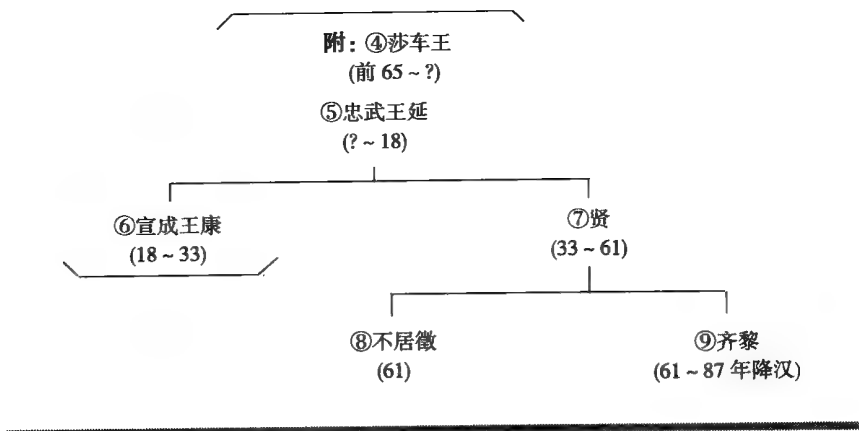 附：④莎车王
(前 65 ~ ?)
⑤忠武王延
(? ~ 18)
⑥宣成王康
(18 ~ 33)
⑦贤
(33 ~ 61)
⑧不居徵
(61)
⑨齐黎
(61 ~ 87 年降汉)